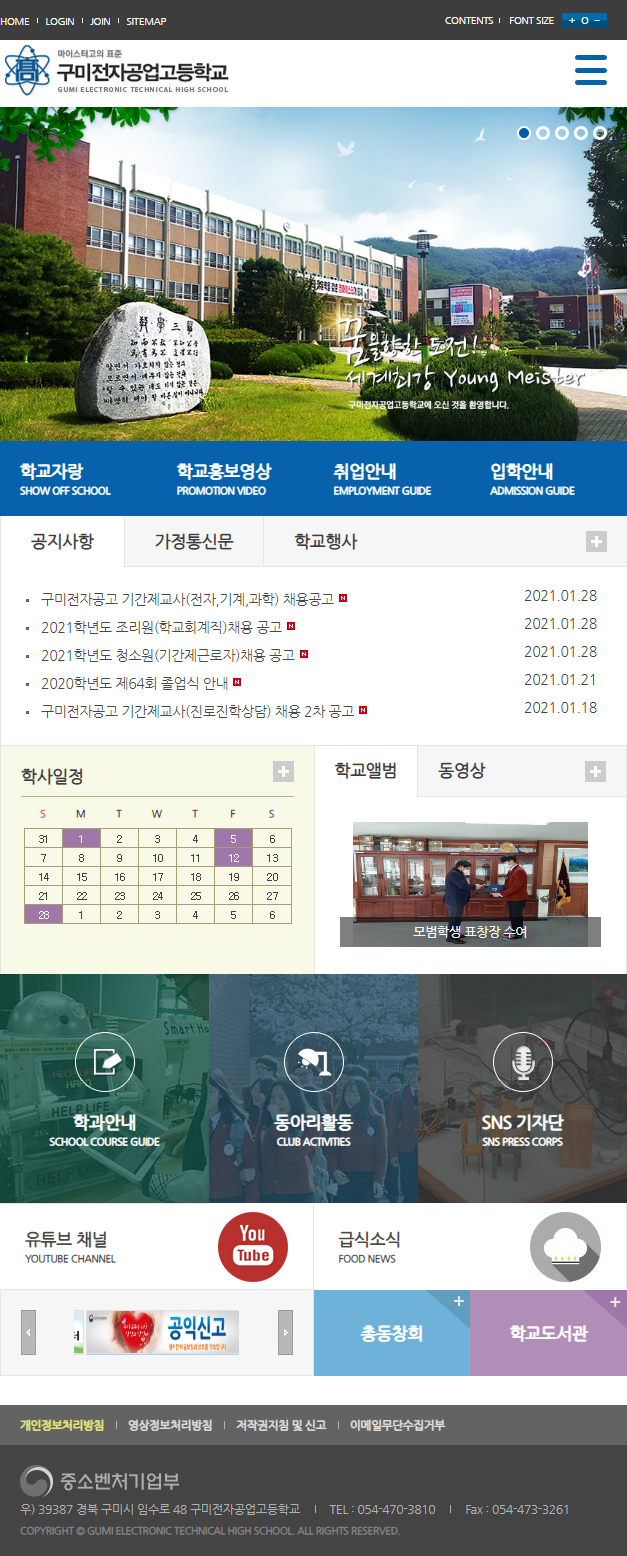 HOME LOGIN JOIN SITEMAP CONTENTS FONT SIZE + O −
마이스터고의 표준
구미전자공업고등학교
GUMI ELECTRONIC TECHNICAL HIGH SCHOOL
꿈을향한 도전!
세계최강 Young Meister
구미전자공업고등학교에 오신 것을 환영합니다.
학교자랑 학교홍보영상 취업안내 입학안내
SHOW OFF SCHOOL PROMOTION VIDEO EMPLOYMENT GUIDE ADMISSION GUIDE
공지사항 가정통신문 학교행사
구미전자공고 기간제교사(전자,기계,과학) 채용공고 N 2021.01.28
2021학년도 조리원(학교회계직)채용 공고 N 2021.01.28
2021학년도 청소원(기간제근로자)채용 공고 N 2021.01.28
2020학년도 제64회 졸업식 안내 N 2021.01.21
구미전자공고 기간제교사(진로진학상담) 채용 2차 공고 N 2021.01.18
학사일정
S M T W T F S
31 1 2 3 4 5 6
7 8 9 10 11 12 13
14 15 16 17 18 19 20
21 22 23 24 25 26 27
28 1 2 3 4 5 6
학교앨범 동영상
모범학생 표창장 수여
Smart Ho
HELP LIFE
HELP LIFE
HELP LIFE
학과안내 동아리활동 SNS 기자단
SCHOOL COURSE GUIDE CLUB ACTIVITIES SNS PRESS CORPS
유튜브 채널
YOUTUBE CHANNEL
You
Tube
급식소식
FOOD NEWS
공익신고
총동창회 학교도서관
개인정보처리방침 영상정보처리방침 저작권지침 및 신고 이메일무단수집거부
중소벤처기업부
우) 39387 경북 구미시 임수로 48 구미전자공업고등학교 TEL : 054-470-3810 Fax : 054-473-3261
COPYRIGHT © GUMI ELECTRONIC TECHNICAL HIGH SCHOOL. ALL RIGHTS RESERVED.